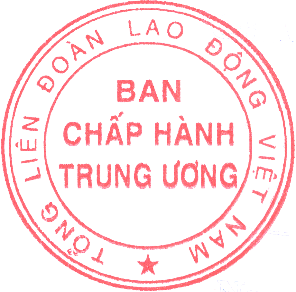 TỔNG LIÊN ĐOÀN LAO ĐỘNG VIỆT NAM
BAN
CHẤP HÀNH
TRUNG ƯƠNG